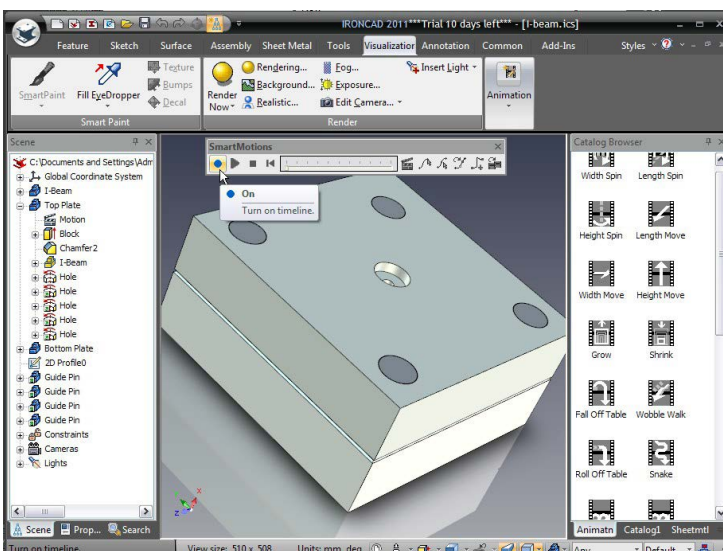 IRONCAD 2011***Trial 10 days left*** - [I-beam.ics]
Feature Sketch Surface Assembly Sheet Metal Tools Visualization Annotation Common Add-Ins Styles
SmartPaint Fill EyeDropper Texture Bumps Decal
Smart Paint
Render Now Rendering... Background... Realistic... Fog... Exposure... Edit Camera... Insert Light
Render
Animation
Scene
C:\Documents and Settings\Adm
Global Coordinate System
I-Beam
Top Plate
Motion
Block
Chamfer2
I-Beam
Hole
Hole
Hole
Hole
Hole
Bottom Plate
2D Profile0
Guide Pin
Guide Pin
Guide Pin
Guide Pin
Constraints
Cameras
Lights
Scene Prop... Search
SmartMotions
On
Turn on timeline.
x
z
Catalog Browser
Width Spin Length Spin
Height Spin Length Move
Width Move Height Move
Grow Shrink
Fall Off Table Wobble Walk
Roll Off Table Snake
Animatn Catalog1 Sheetmtl
Turn on timeline. View size: 510 x 508 Units: mm, deg Any Default